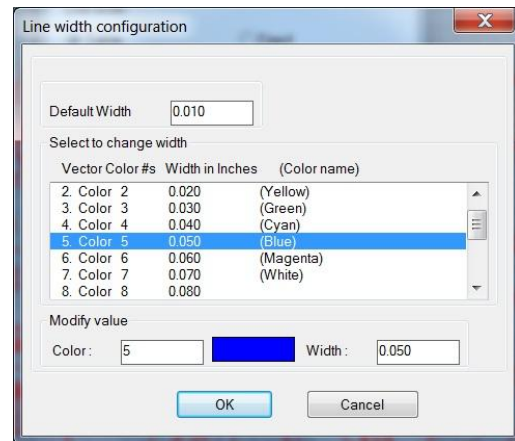 Line width configuration
Default Width 0.010
Select to change width
Vector Color #s Width in Inches (Color name)
2. Color 2 0.020 (Yellow)
3. Color 3 0.030 (Green)
4. Color 4 0.040 (Cyan)
5. Color 5 0.050 (Blue)
6. Color 6 0.060 (Magenta)
7. Color 7 0.070 (White)
8. Color 8 0.080
Modify value
Color : 5 Width : 0.050
OK Cancel